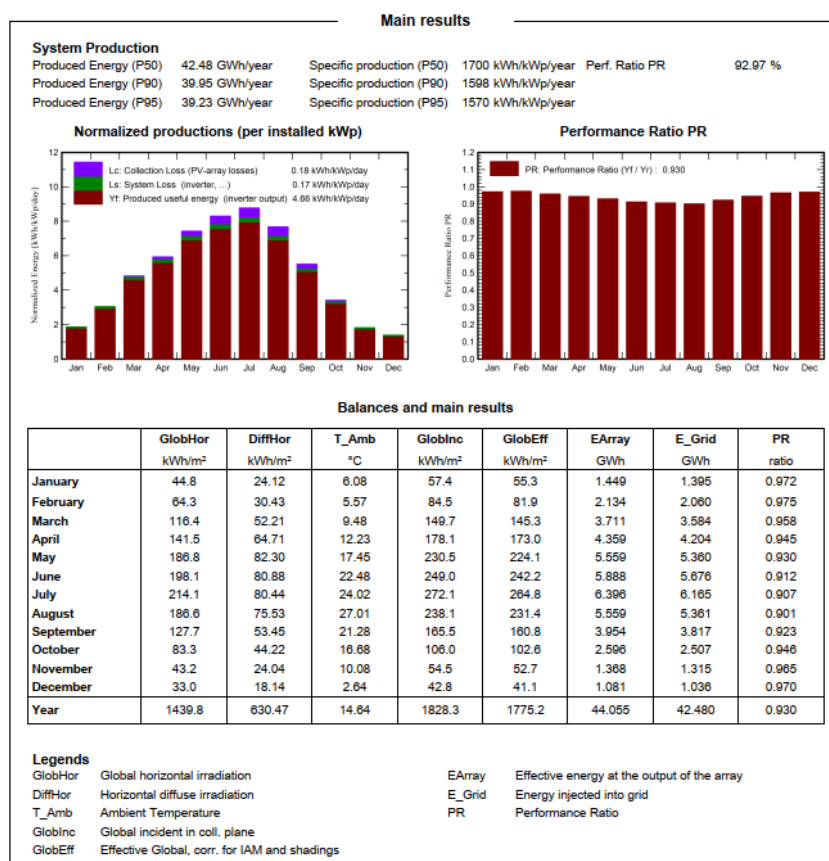 Main results
System Production
Produced Energy (P50) 42.48 GWh/year Specific production (P50) 1700 kWh/kWp/year Perf. Ratio PR 92.97 %
Produced Energy (P90) 39.95 GWh/year Specific production (P90) 1598 kWh/kWp/year
Produced Energy (P95) 39.23 GWh/year Specific production (P95) 1570 kWh/kWp/year
Normalized productions (per installed kWp)
Normalized Energy [kWh/kWp/day]
12
10
8
6
4
2
0
Lc: Collection Loss (PV-array losses) 0.18 kWh/kWp/day
Ls: System Loss (inverter, ...) 0.17 kWh/kWp/day
Yf: Produced useful energy (inverter output) 4.66 kWh/kWp/day
Jan Feb Mar Apr May Jun Jul Aug Sep Oct Nov Dec
Performance Ratio PR
Performance Ratio PR
1.2
1.1
1.0
0.9
0.8
0.7
0.6
0.5
0.4
0.3
0.2
0.1
0.0
PR: Performance Ratio (Yf / Yr) : 0.930
Jan Feb Mar Apr May Jun Jul Aug Sep Oct Nov Dec
Balances and main results
GlobHor DiffHor T_Amb GlobInc GlobEff EArray E_Grid PR
kWh/m² kWh/m² °C kWh/m² kWh/m² GWh GWh ratio
January 44.8 24.12 6.08 57.4 55.3 1.449 1.395 0.972
February 64.3 30.43 5.57 84.5 81.9 2.134 2.060 0.975
March 116.4 52.21 9.48 149.7 145.3 3.711 3.584 0.958
April 141.5 64.71 12.23 178.1 173.0 4.359 4.204 0.945
May 186.8 82.30 17.45 230.5 224.1 5.559 5.360 0.930
June 198.1 80.88 22.48 249.0 242.2 5.888 5.676 0.912
July 214.1 80.44 24.02 272.1 264.8 6.396 6.165 0.907
August 186.6 75.53 27.01 238.1 231.4 5.559 5.361 0.901
September 127.7 53.45 21.28 165.5 160.8 3.954 3.817 0.923
October 83.3 44.22 16.68 106.0 102.6 2.596 2.507 0.946
November 43.2 24.04 10.08 54.5 52.7 1.368 1.315 0.965
December 33.0 18.14 2.64 42.8 41.1 1.081 1.036 0.970
Year 1439.8 630.47 14.64 1828.3 1775.2 44.055 42.480 0.930
Legends
GlobHor Global horizontal irradiation EArray Effective energy at the output of the array
DiffHor Horizontal diffuse irradiation E_Grid Energy injected into grid
T_Amb Ambient Temperature PR Performance Ratio
GlobInc Global incident in coll. plane
GlobEff Effective Global, corr. for IAM and shadings